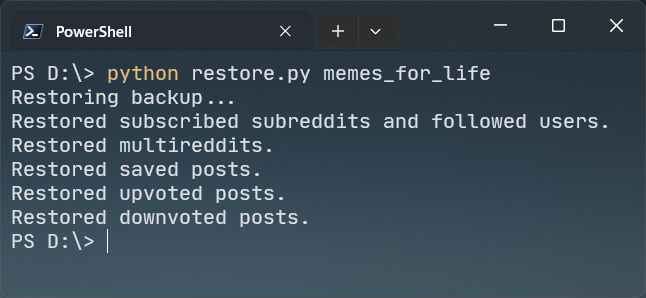 PowerShell
PS D:\> python restore.py memes_for_life
Restoring backup...
Restored subscribed subreddits and followed users.
Restored multireddits.
Restored saved posts.
Restored upvoted posts.
Restored downvoted posts.
PS D:\>